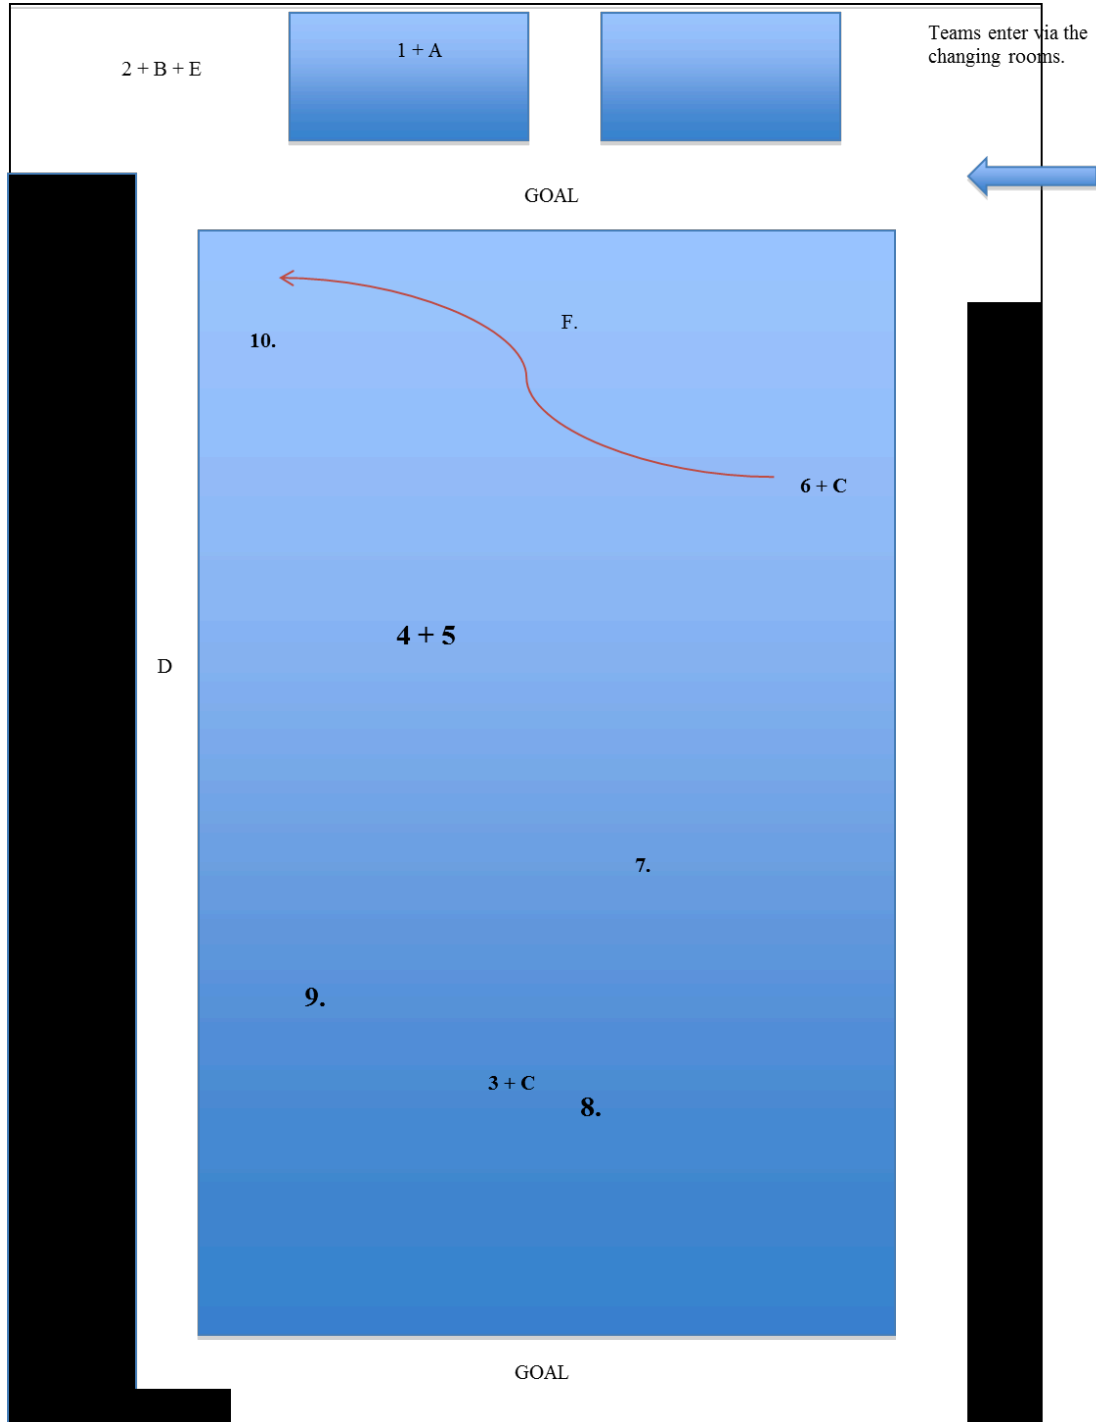 Teams enter via the
changing rooms.
1 + A
2 + B + E
GOAL
F.
10.
6 + C
4 + 5
D
7.
9.
3 + C
8.
GOAL